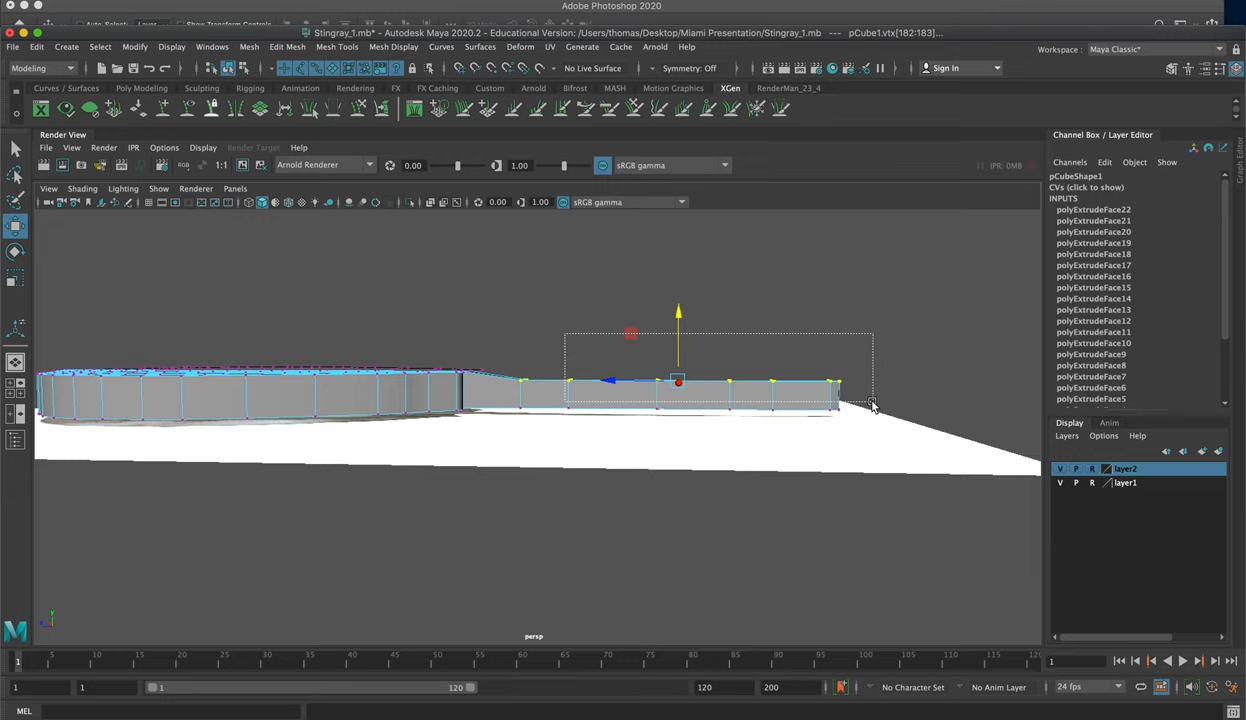 Adobe Photoshop 2020
Stingray_1.mb* - Autodesk Maya 2020.2 - Educational Version: /Users/thomas/Desktop/Miami Presentation/Stingray_1.mb --- pCube1.vtx[182:183]...
File Edit Create Select Modify Display Windows Mesh Edit Mesh Mesh Tools Mesh Display Curves Surfaces Deform UV Generate Cache Arnold Help
Workspace : Maya Classic*
Modeling No Live Surface Symmetry: Off Sign In
Curves / Surfaces Poly Modeling Sculpting Rigging Animation Rendering FX FX Caching Custom Arnold Bifrost MASH Motion Graphics XGen RenderMan_23_4
Render View
File View Render IPR Options Display Render Target Help
1:1 Arnold Renderer 0.00 1.00 sRGB gamma IPR: 0MB
View Shading Lighting Show Renderer Panels
0.00 1.00 sRGB gamma
persp
Channel Box / Layer Editor
Channels Edit Object Show
pCubeShape1
CVs (click to show)
INPUTS
polyExtrudeFace22
polyExtrudeFace21
polyExtrudeFace20
polyExtrudeFace19
polyExtrudeFace18
polyExtrudeFace17
polyExtrudeFace16
polyExtrudeFace15
polyExtrudeFace14
polyExtrudeFace13
polyExtrudeFace12
polyExtrudeFace11
polyExtrudeFace10
polyExtrudeFace9
polyExtrudeFace8
polyExtrudeFace7
polyExtrudeFace6
polyExtrudeFace5
Display Anim
Layers Options Help
V P R layer2
V P R layer1
Graph Editor
1 5 10 15 20 25 30 35 40 45 50 55 60 65 70 75 80 85 90 95 100 105 110 115 120
1
1 1 1 120 120 200 No Character Set No Anim Layer 24 fps
MEL